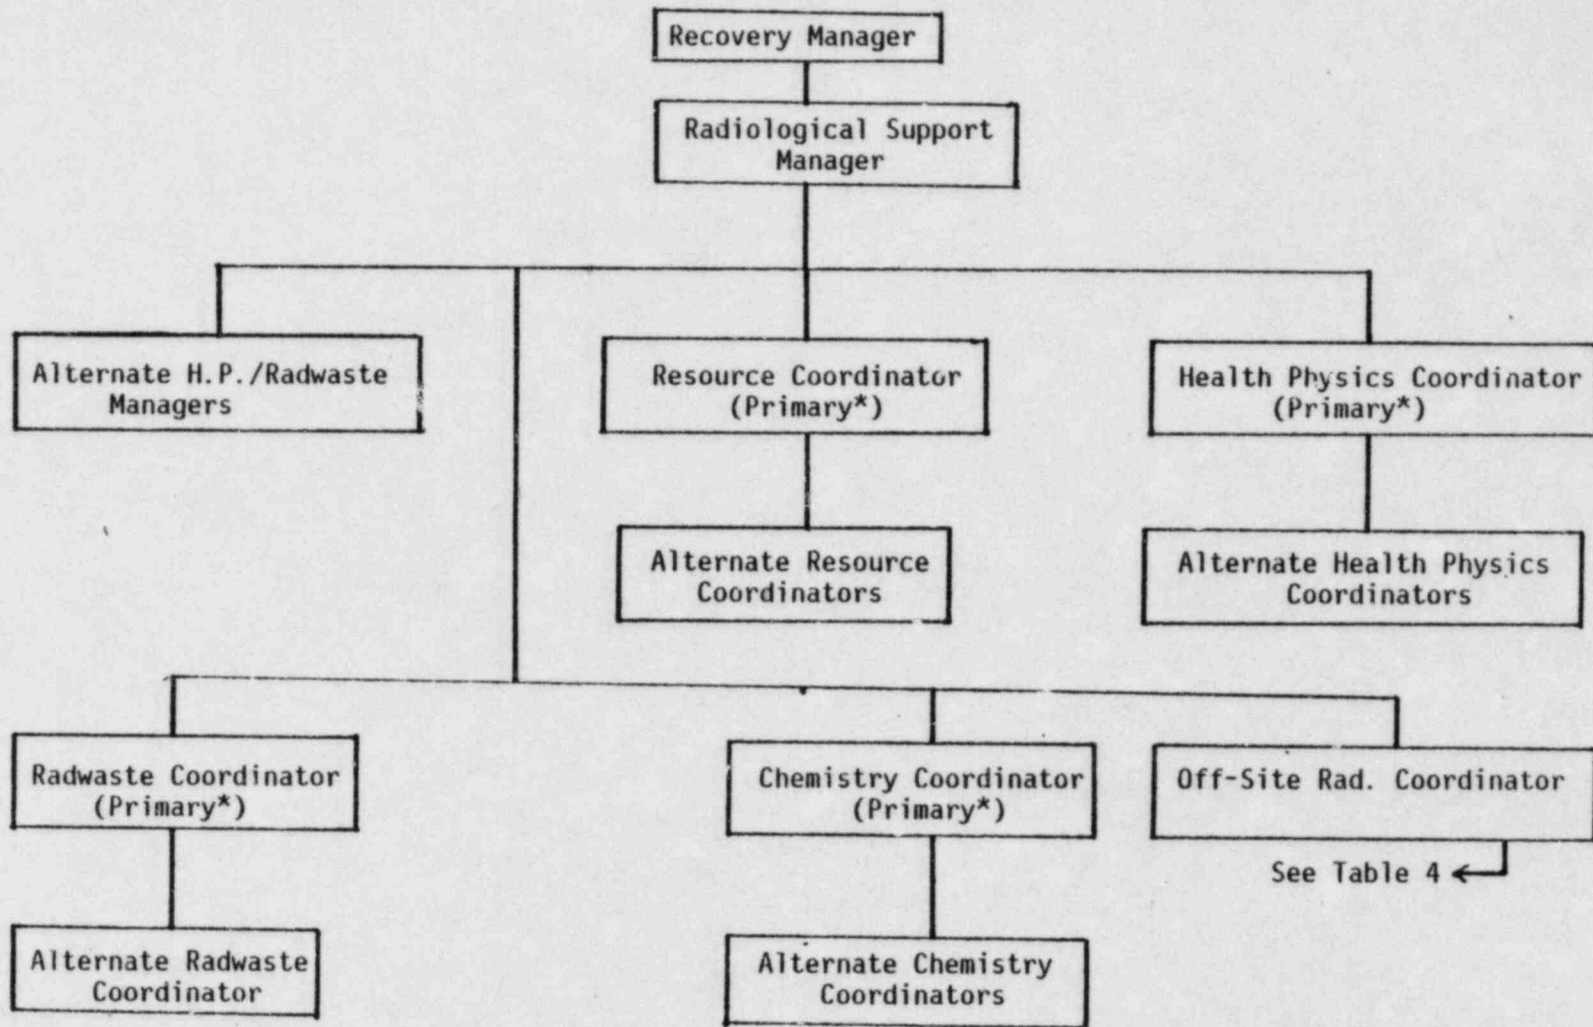 Recovery Manager
Radiological Support
Manager
Alternate H.P./Radwaste
Managers
Resource Coordinator
(Primary*)
Health Physics Coordinator
(Primary*)
Alternate Resource
Coordinators
Alternate Health Physics
Coordinators
Radwaste Coordinator
(Primary*)
Chemistry Coordinator
(Primary*)
Off-Site Rad. Coordinator
See Table 4
Alternate Radwaste
Coordinator
Alternate Chemistry
Coordinators